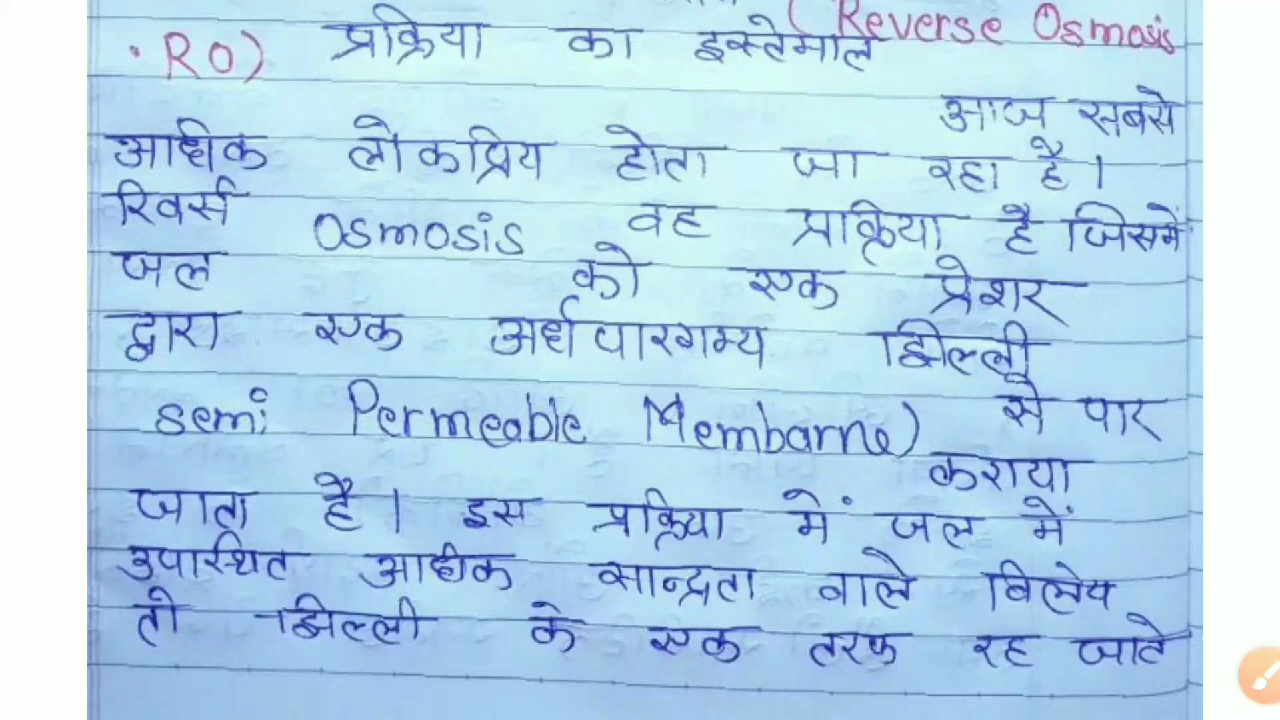 ( Reverse Osmosis
. RO) प्रक्रिया का इस्तेमाल
आज सबसे
अधिक लोकप्रिय होता जा रहा है।
रिवर्स osmosis वह प्रक्रिया है जिसमें
जल को एक प्रेशर
द्वारा एक अर्धपारगम्य झिल्ली
semi Permeable Membarne) से पार
कराया
जाता है। इस प्रक्रिया में जल में
उपस्थित अधिक सान्द्रता वाले विलेय
तो झिल्ली के एक तरफ रह जाते